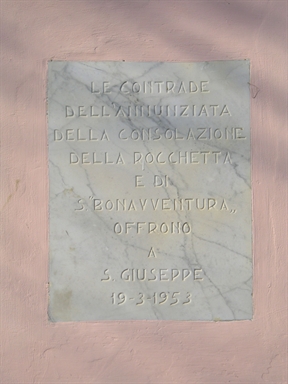 LE CONTRADE
DELL'ANNUNZIATA
DELLA CONSOLAZIONE
DELLA ROCCHETTA
E DI
S. BONAVVENTURA,,
OFFRONO
A
S. GIUSEPPE
19-3-1953